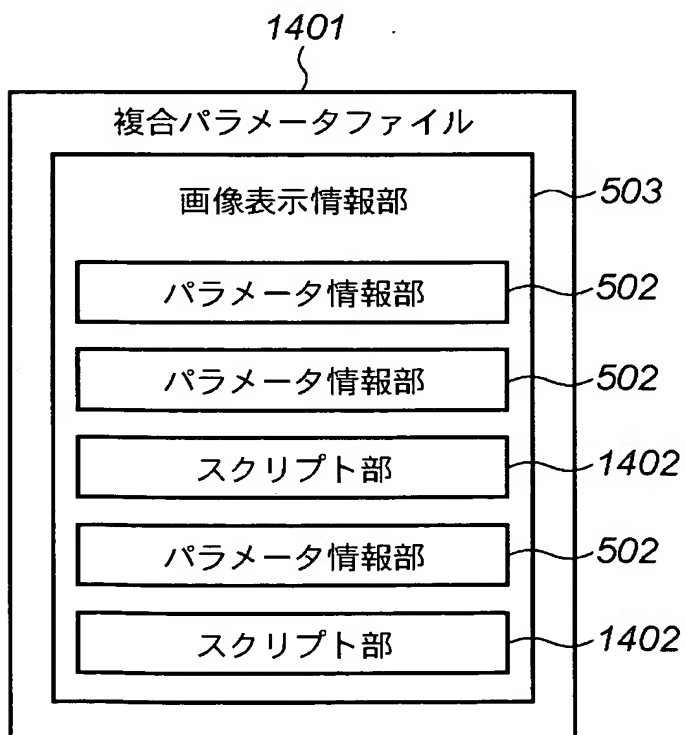 1401
複合パラメータファイル
画像表示情報部
503
パラメータ情報部
502
パラメータ情報部
502
スクリプト部
1402
パラメータ情報部
502
スクリプト部
1402